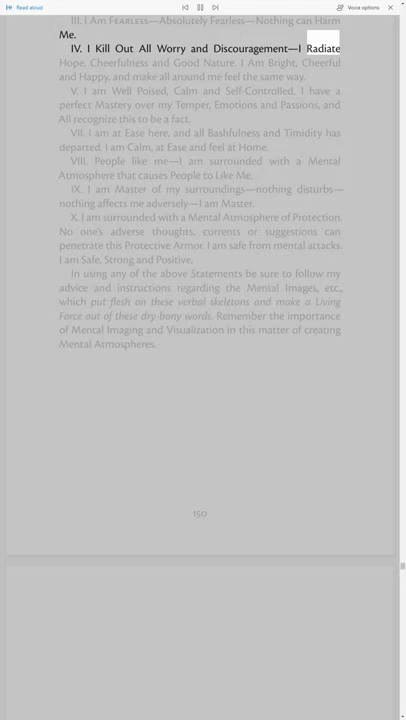 Read aloud
Voice options
III. I Am FEARLESS—Absolutely Fearless—Nothing can Harm
Me.
IV. I Kill Out All Worry and Discouragement—I Radiate
Hope, Cheerfulness and Good Nature. I Am Bright, Cheerful
and Happy, and make all around me feel the same way.
V. I am Well Poised, Calm and Self-Controlled. I have a
perfect Mastery over my Temper, Emotions and Passions, and
All recognize this to be a fact.
VII. I am at Ease here, and all Bashfulness and Timidity has
departed. I am Calm, at Ease and feel at Home.
VIII. People like me—I am surrounded with a Mental
Atmosphere that causes People to Like Me.
IX. I am Master of my surroundings—nothing disturbs—
nothing affects me adversely—I am Master.
X. I am surrounded with a Mental Atmosphere of Protection.
No one's adverse thoughts, currents or suggestions can
penetrate this Protective Armor. I am safe from mental attacks.
I am Safe, Strong and Positive.
In using any of the above Statements be sure to follow my
advice and instructions regarding the Mental Images, etc.,
which put flesh on these verbal skeletons and make a Living
Force out of these dry-bony words. Remember the importance
of Mental Imaging and Visualization in this matter of creating
Mental Atmospheres.
150